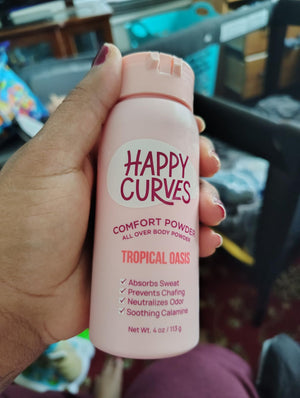 HAPPY
CURVES
COMFORT POWDER
ALL OVER BODY POWDER
TROPICAL OASIS
Absorbs Sweat
Prevents Chafing
Neutralizes Odor
Soothing Calamine
Net Wt. 4 oz / 113 g